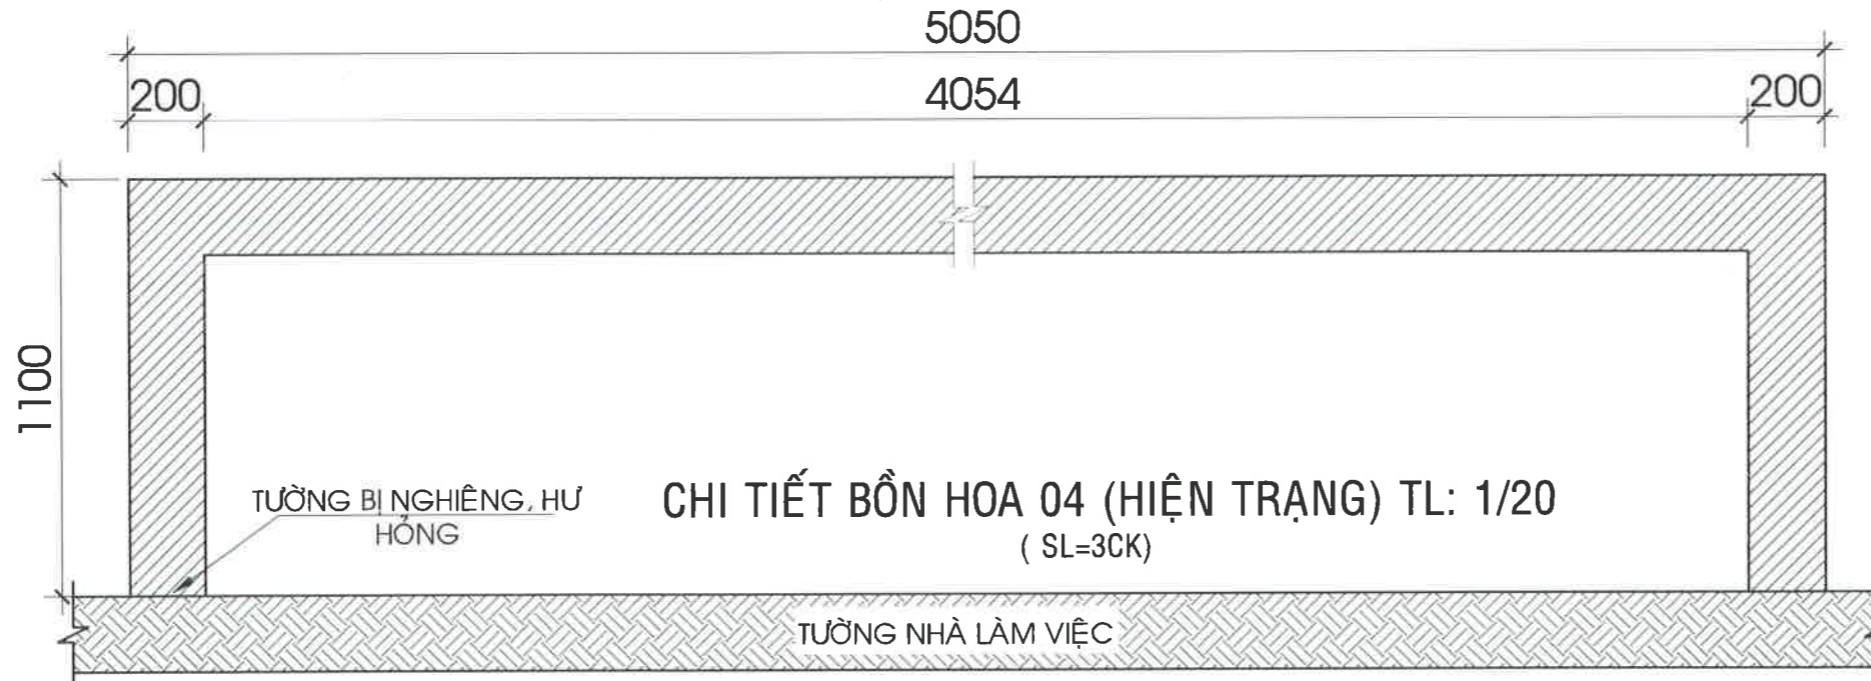 5050
200 4054 200
1100
TƯỜNG BỊ NGHIÊNG, HƯ
HỎNG
CHI TIẾT BỒN HOA 04 (HIỆN TRẠNG) TL: 1/20
( SL=3CK)
TƯỜNG NHÀ LÀM VIỆC